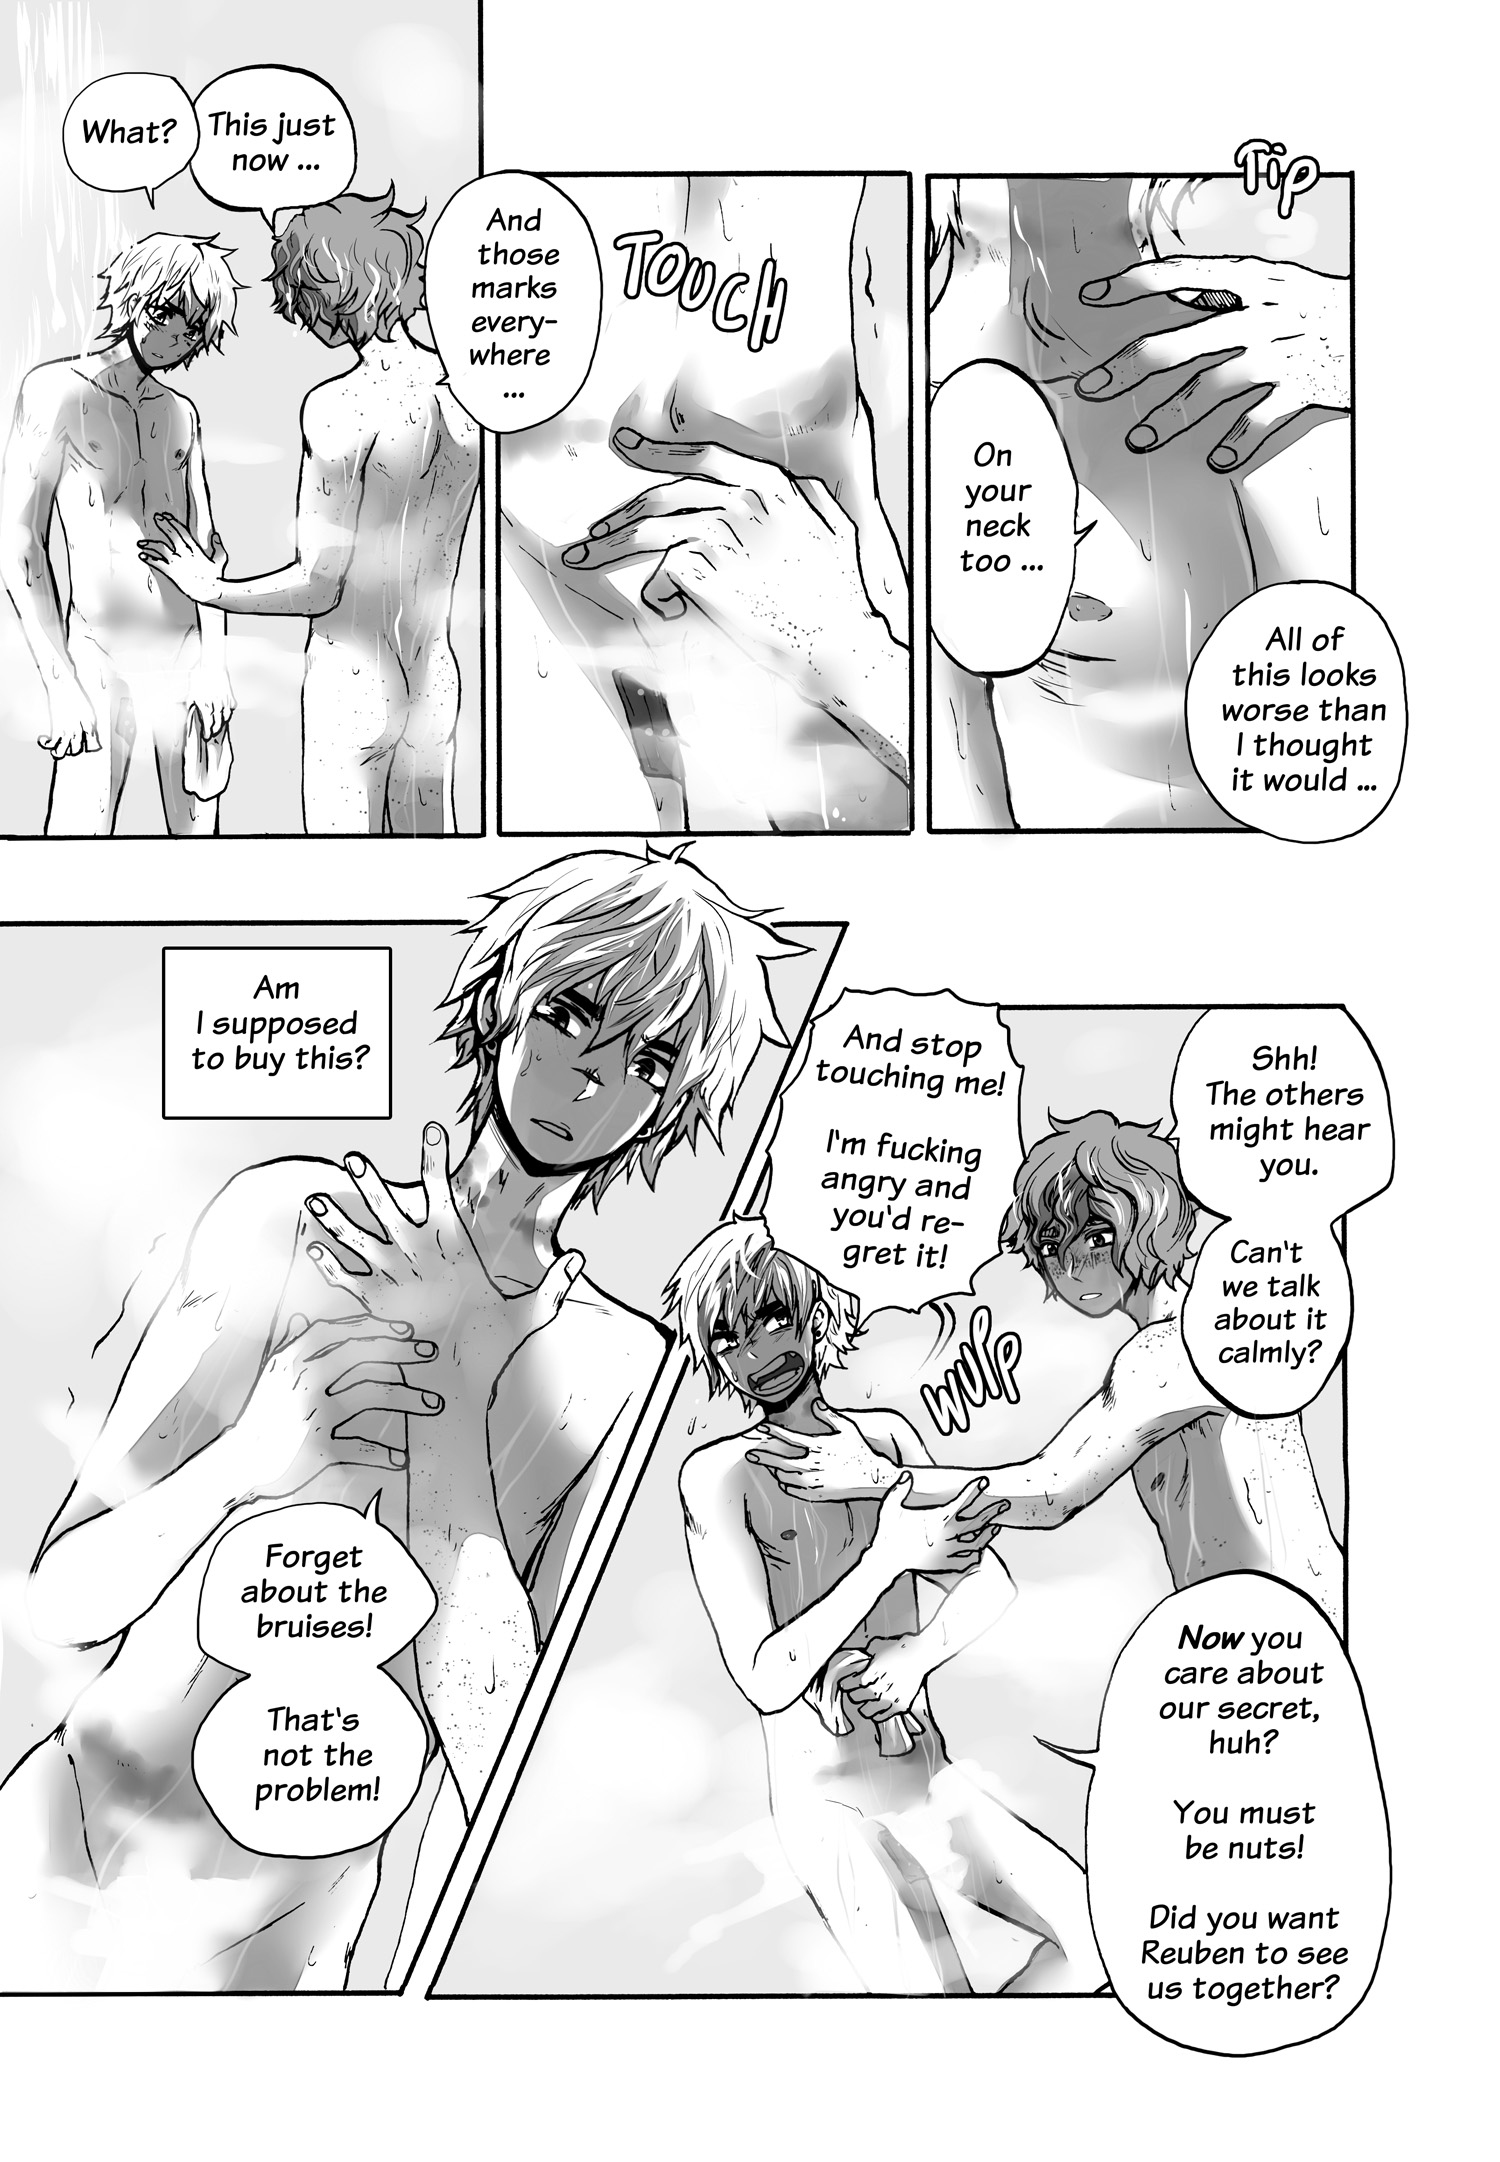 What?
This just
now ...
And
those
marks
every-
where
...
TOUCH
Tip
On
your
neck
too ...
All of
this looks
worse than
I thought
it would ...
Am
I supposed
to buy this?
Forget
about the
bruises!
That's
not the
problem!
And stop
touching me!
I'm fucking
angry and
you'd re-
gret it!
WUPP
Shh!
The others
might hear
you.
Can't
we talk
about it
calmly?
Now you
care about
our secret,
huh?
You must
be nuts!
Did you want
Reuben to see
us together?